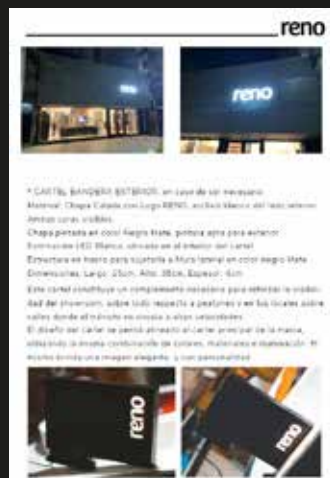 reno
reno
reno
* CARTEL BANDERA EXTERIOR, en caso de ser necesario.
Material: Chapa Calada con Logo RENO, acrílico blanco del lado interior.
Ambas caras visibles.
Chapa pintada en color Negro Mate, pintura apta para exterior.
Iluminación LED Blanco, ubicada en el interior del cartel.
Estructura en hierro para sujetarla a Muro lateral en color negro Mate.
Dimensiones: Largo: 25cm, Alto: 38cm, Espesor: 6cm
Este cartel constituye un complemento necesario para reforzar la visibili-
dad del showroom, sobre todo respecto a peatones y en los locales sobre
calles donde el tránsito es a altas velocidades.
El diseño del cartel se pensó alineado al cartel principal de la marca,
utilizando la misma combinación de colores, materiales e iluminación. El
mismo brinda una imagen elegante y con personalidad.
reno
reno